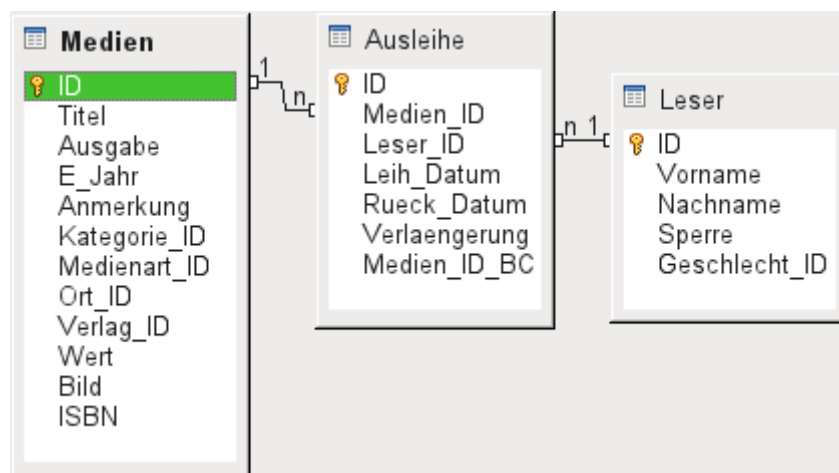 Medien
ID
Titel
Ausgabe
E_Jahr
Anmerkung
Kategorie_ID
Medienart_ID
Ort_ID
Verlag_ID
Wert
Bild
ISBN
1
n
Ausleihe
ID
Medien_ID
Leser_ID
Leih_Datum
Rueck_Datum
Verlaengerung
Medien_ID_BC
n 1
Leser
ID
Vorname
Nachname
Sperre
Geschlecht_ID